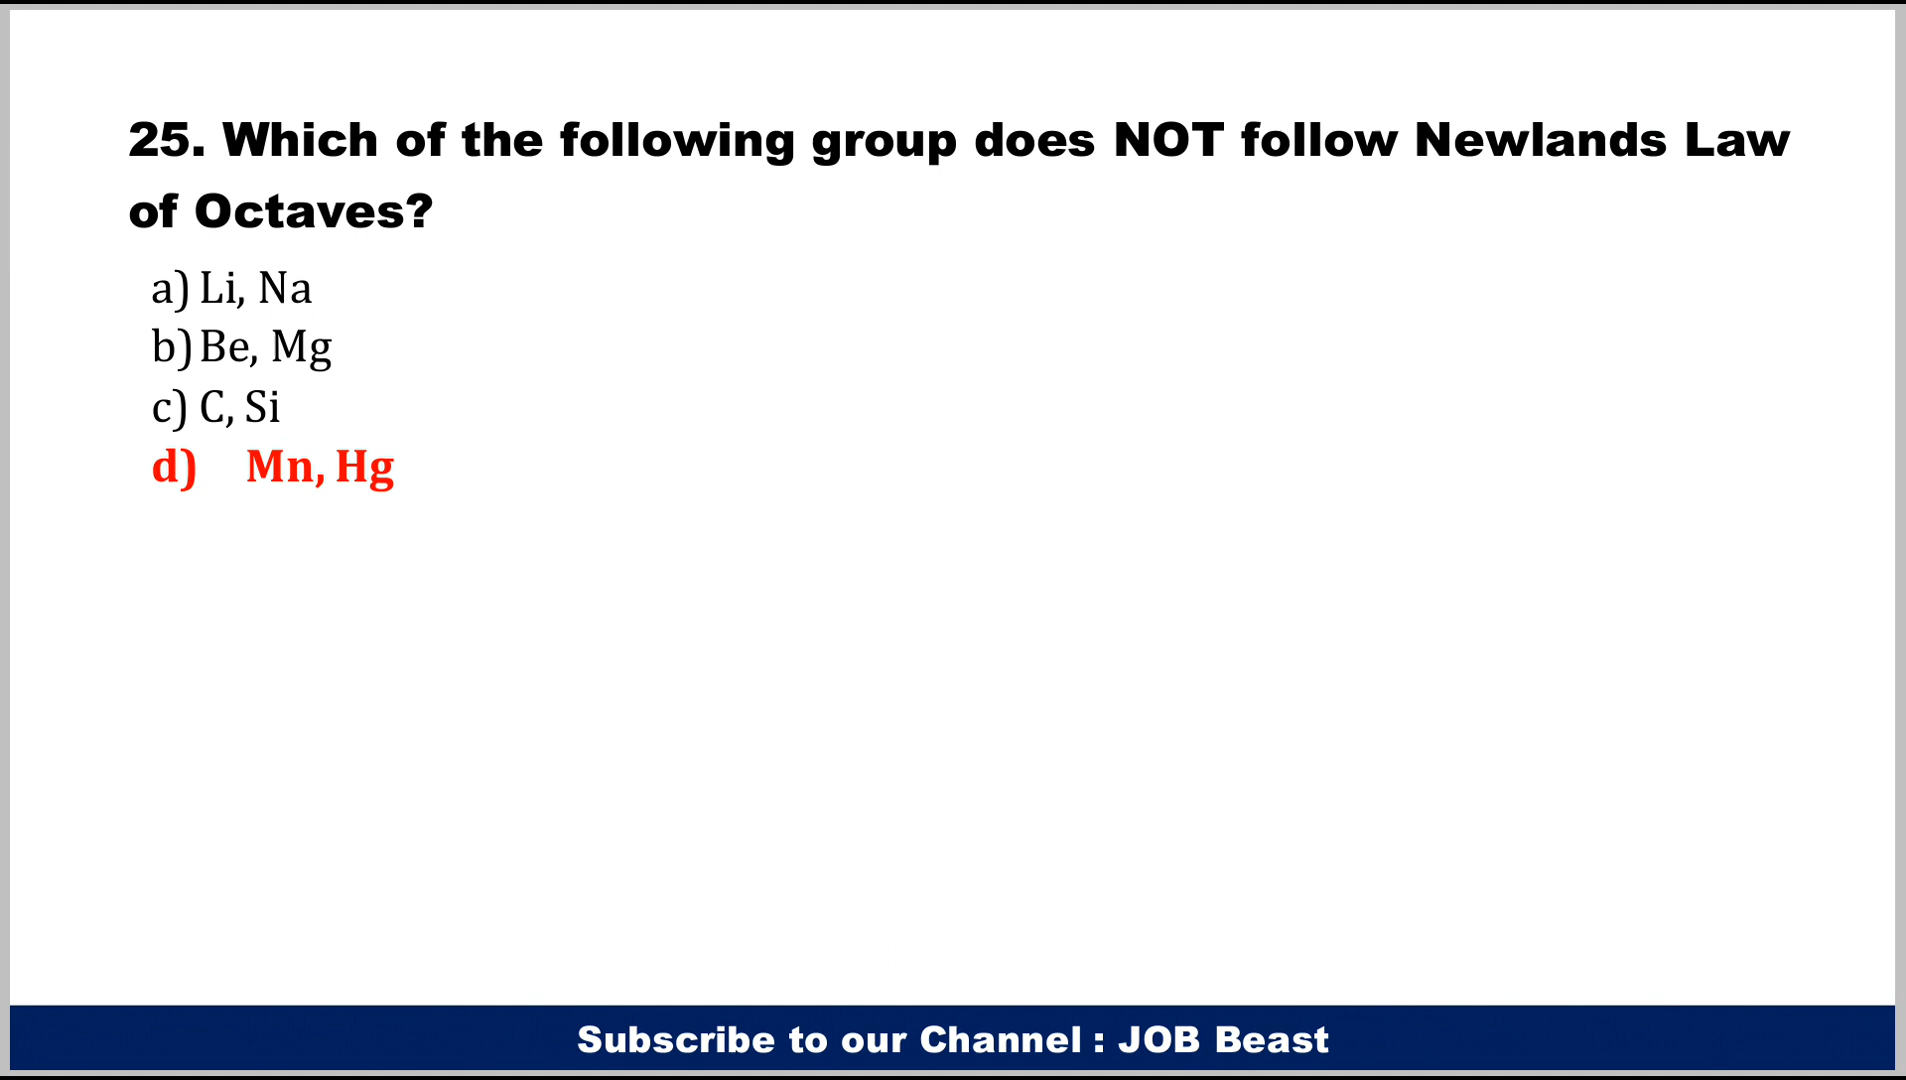 25. Which of the following group does NOT follow Newlands Law
of Octaves?
a) Li, Na
b) Be, Mg
c) C, Si
d) Mn, Hg
Subscribe to our Channel : JOB Beast